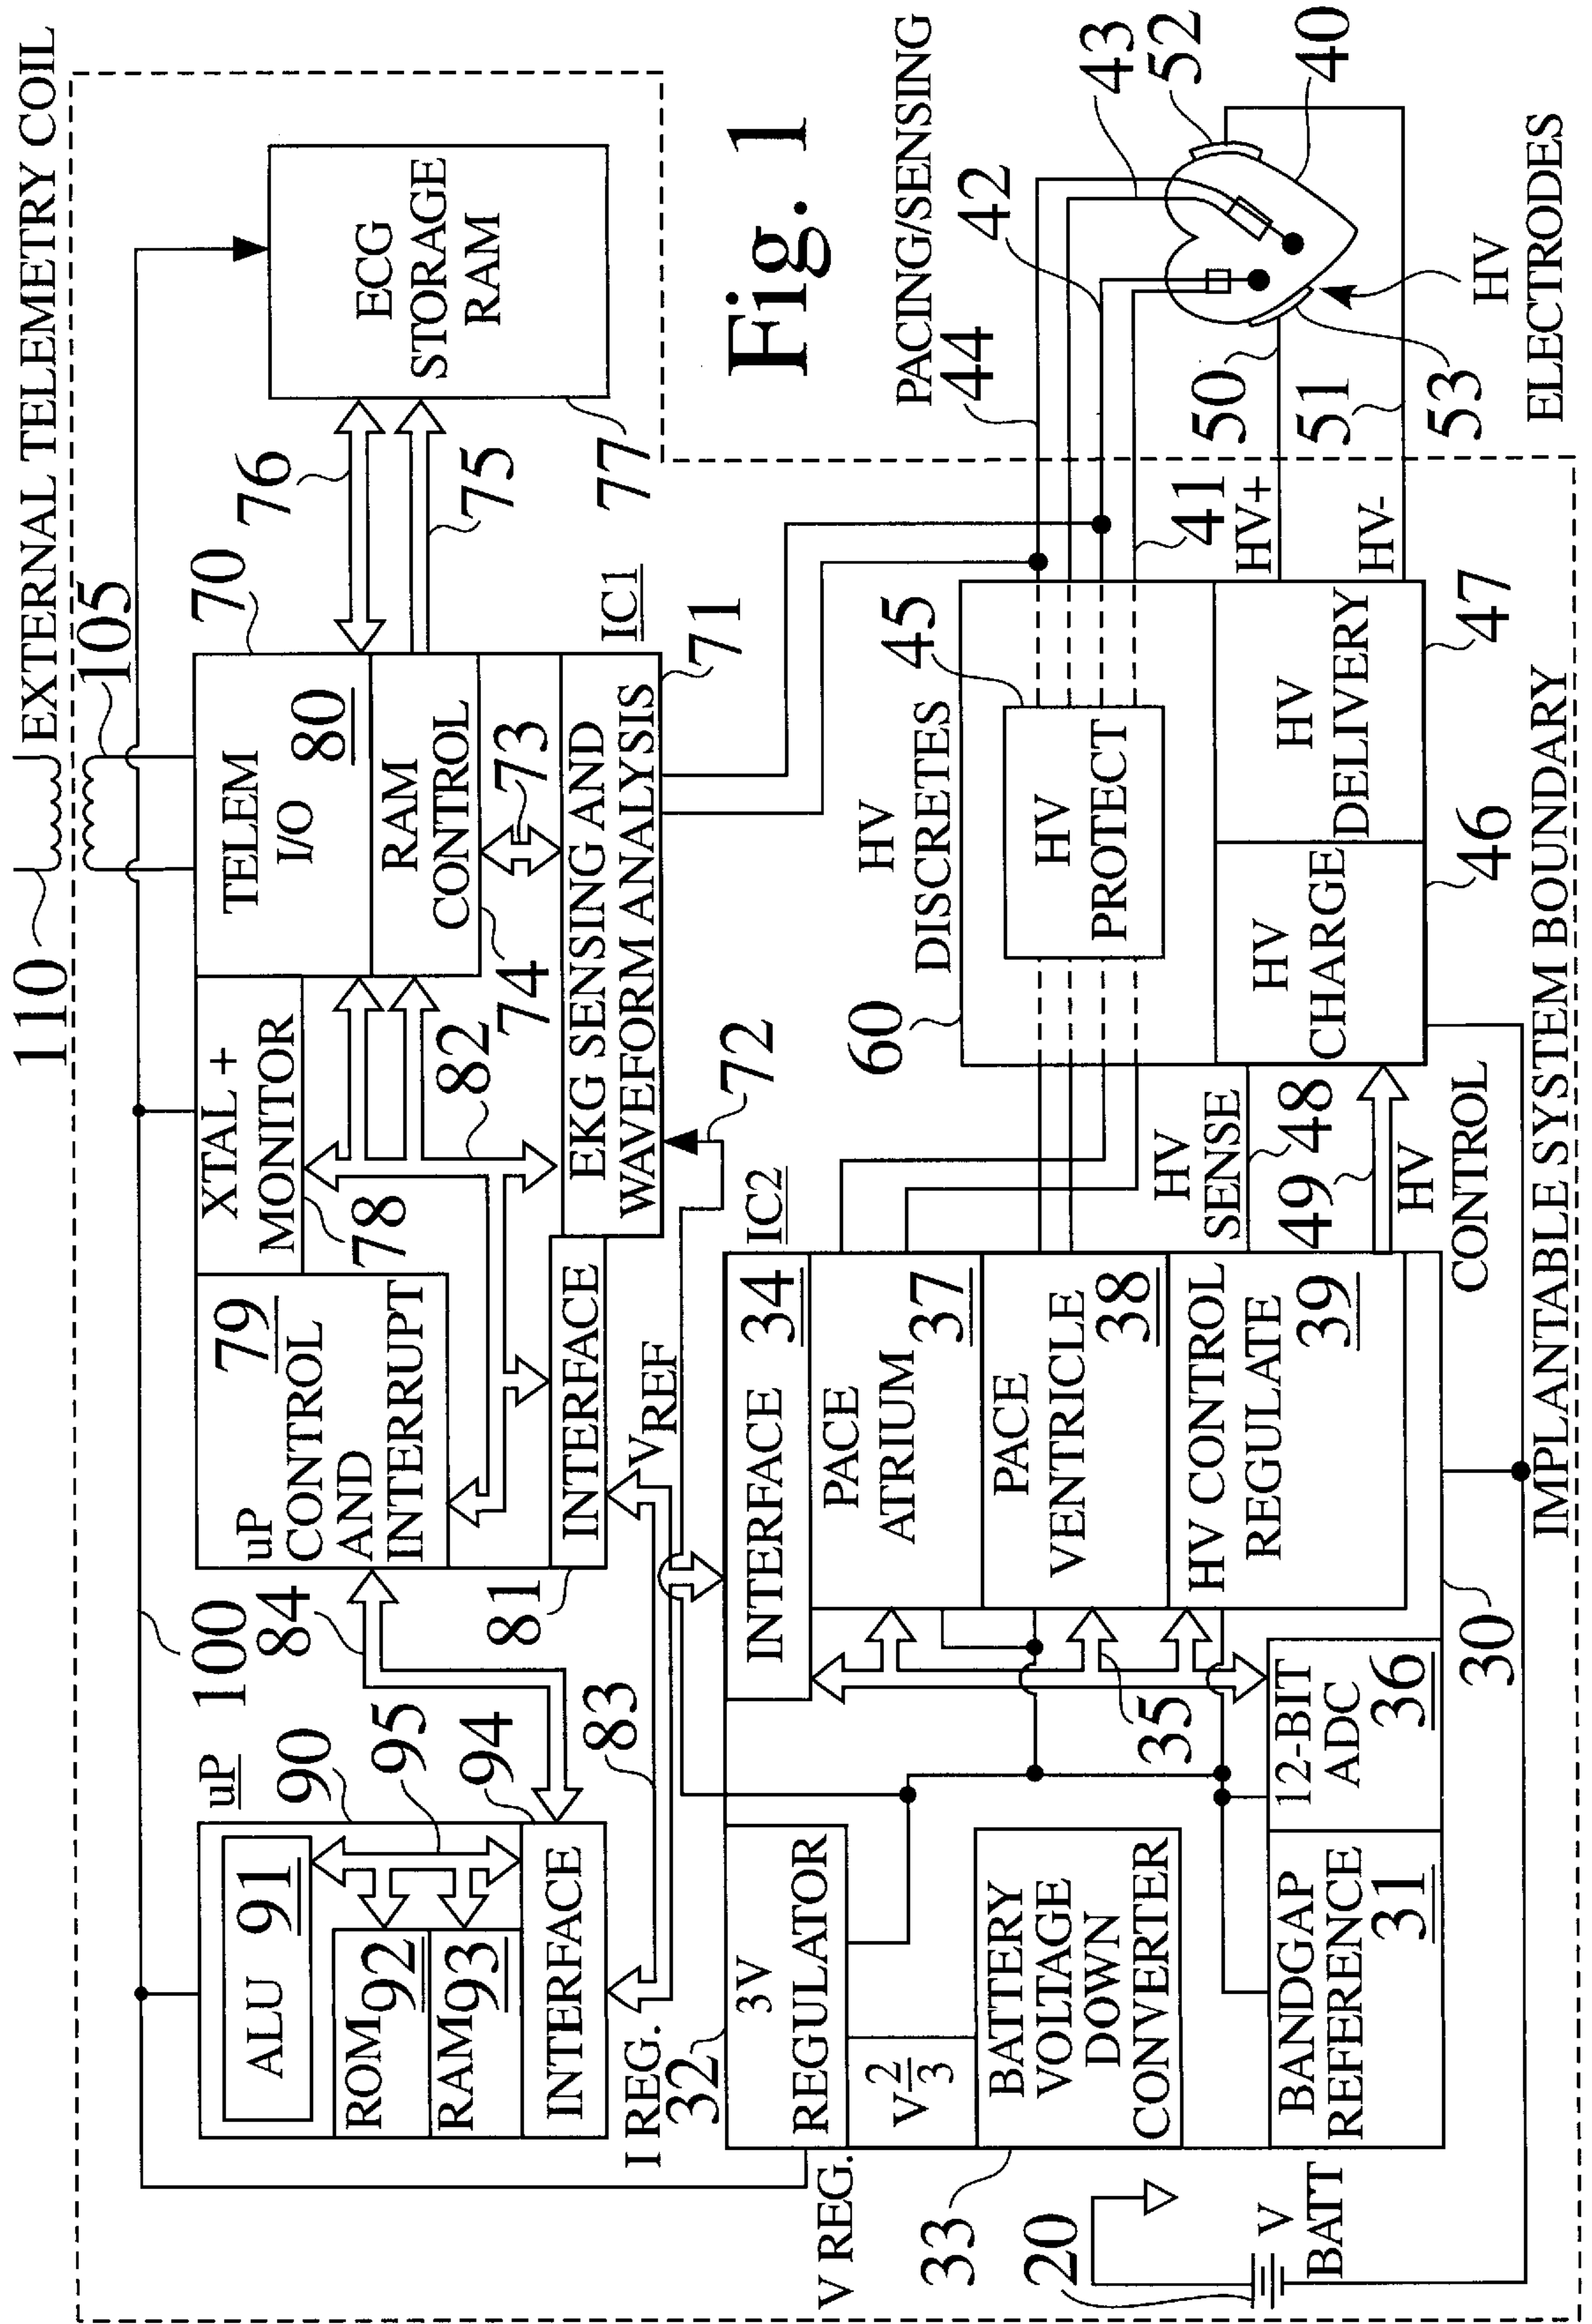 EXTERNAL TELEMETRY COIL
110
105
100
uP
90
ALU 91
ROM 92
RAM 93
INTERFACE
95
94
84
83
79
uP
CONTROL
AND
INTERRUPT
XTAL +
MONITOR
78
TELEM
I/O
80
70
RAM
CONTROL
74
73
82
EKG SENSING AND
WAVEFORM ANALYSIS
IC1
71
72
INTERFACE
81
76
75
ECG
STORAGE
RAM
77
Fig. 1
I REG.
VREF
32
3V
REGULATOR
V REG.
V 2/3
BATTERY
VOLTAGE
DOWN
CONVERTER
33
BANDGAP
REFERENCE
31
12-BIT
ADC
36
35
30
IC2
INTERFACE 34
PACE
ATRIUM 37
PACE
VENTRICLE
38
HV CONTROL
REGULATE
39
HV
SENSE
48
49
HV
CONTROL
60
HV
DISCRETES
45
HV
PROTECT
HV
CHARGE
46
HV
DELIVERY
47
PACING/SENSING
44
42
43
41
52
40
HV+
50
HV-
51
53
HV
ELECTRODES
20
V
BATT
IMPLANTABLE SYSTEM BOUNDARY